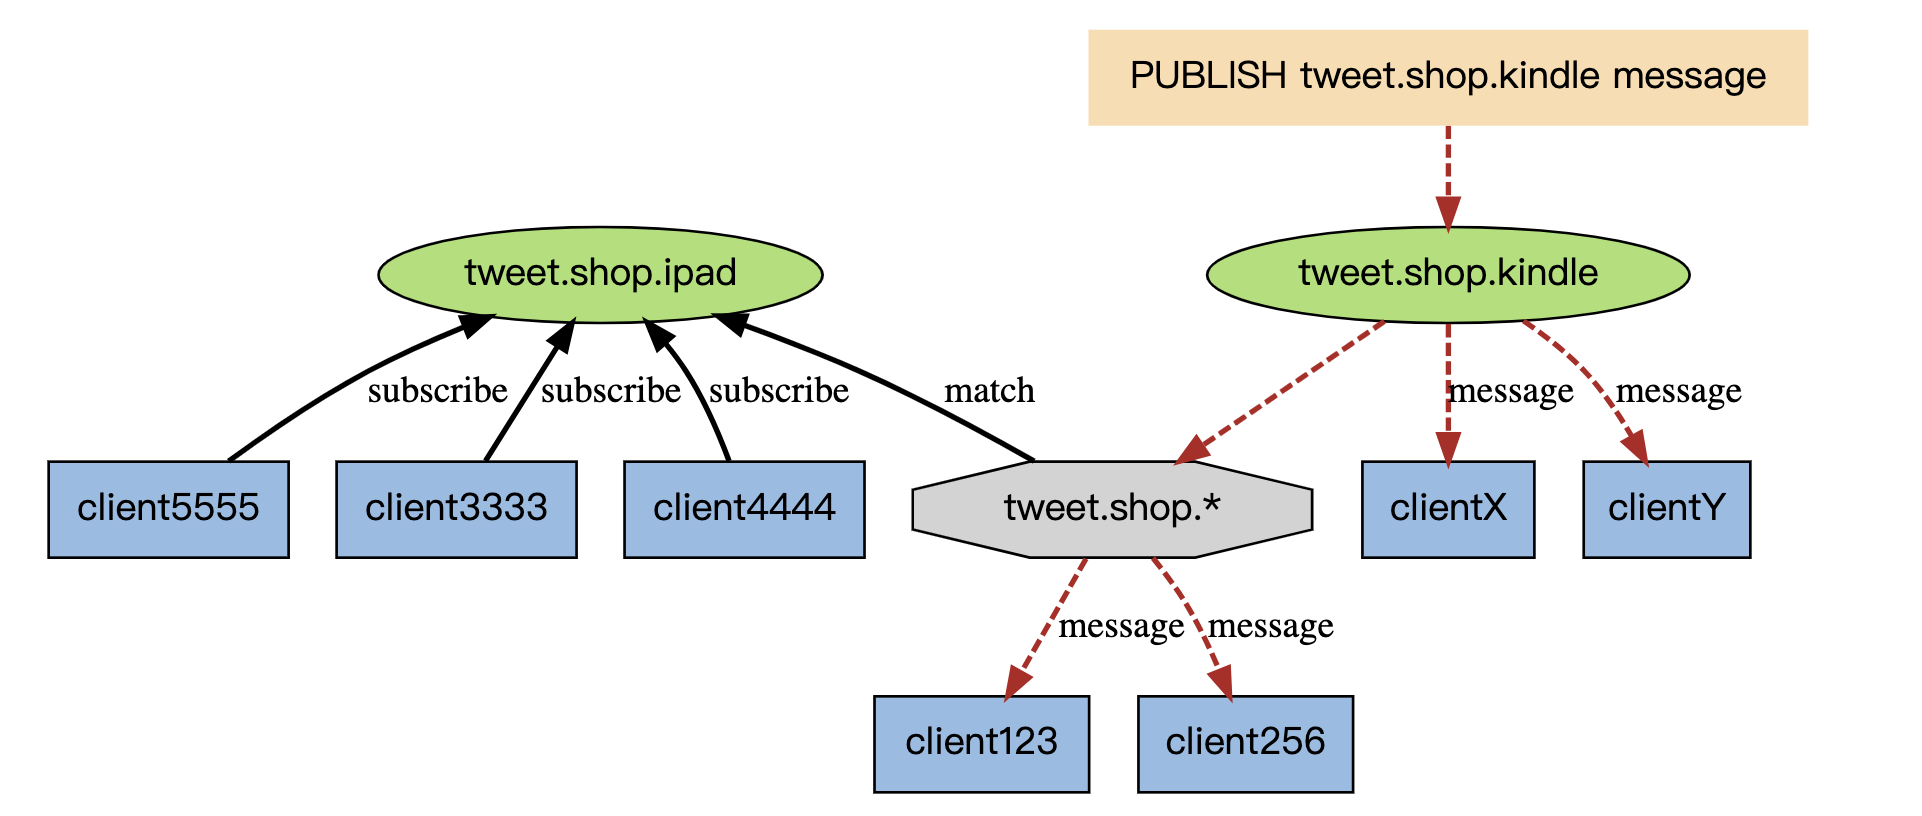 PUBLISH tweet.shop.kindle message
tweet.shop.ipad
tweet.shop.kindle
subscribe
subscribe
subscribe
match
message
message
client5555
client3333
client4444
tweet.shop.*
clientX
clientY
message
message
client123
client256